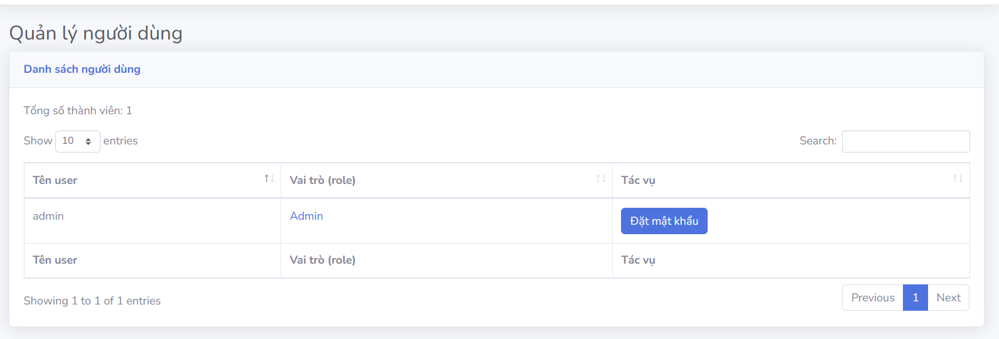 Quản lý người dùng
Danh sách người dùng
Tổng số thành viên: 1
Show 10 entries Search:
Tên user Vai trò (role) Tác vụ
admin Admin Đặt mật khẩu
Tên user Vai trò (role) Tác vụ
Showing 1 to 1 of 1 entries Previous 1 Next